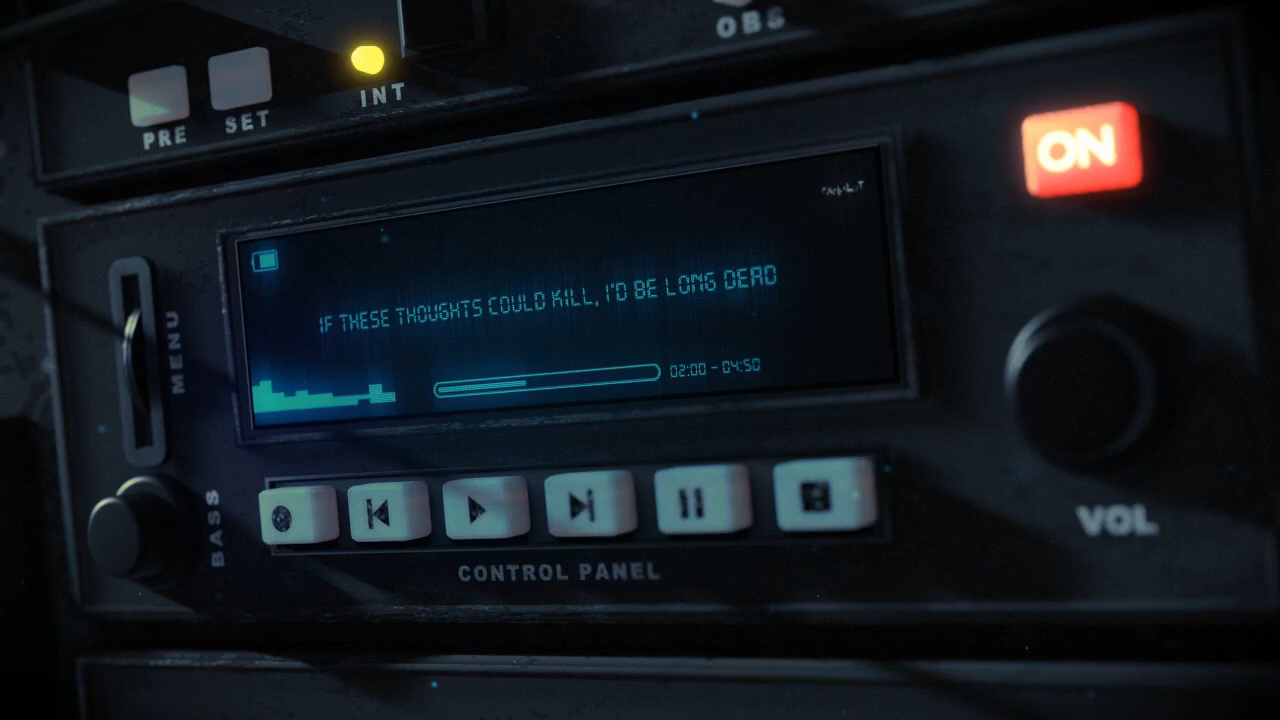 OBS
INT
PRE SET
ON
IF THESE THOUGHTS COULD KILL, I'D BE LONG DEAD
02:00 - 04:50
MENU
BASS
VOL
CONTROL PANEL